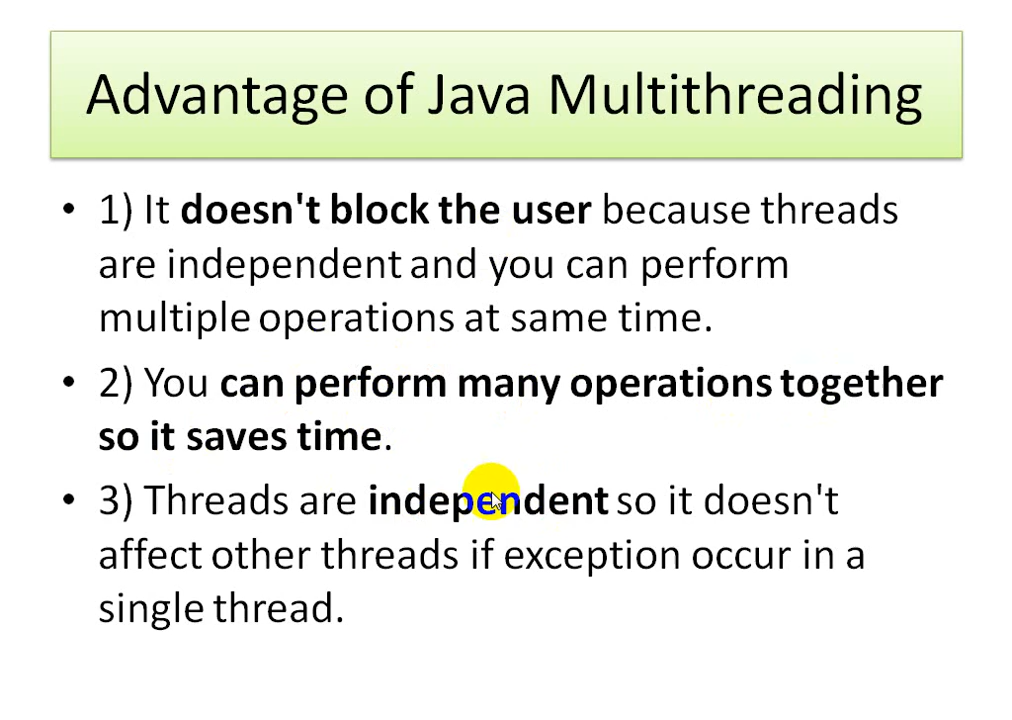 Advantage of Java Multithreading
• 1) It doesn't block the user because threads
are independent and you can perform
multiple operations at same time.
• 2) You can perform many operations together
so it saves time.
• 3) Threads are independent so it doesn't
affect other threads if exception occur in a
single thread.